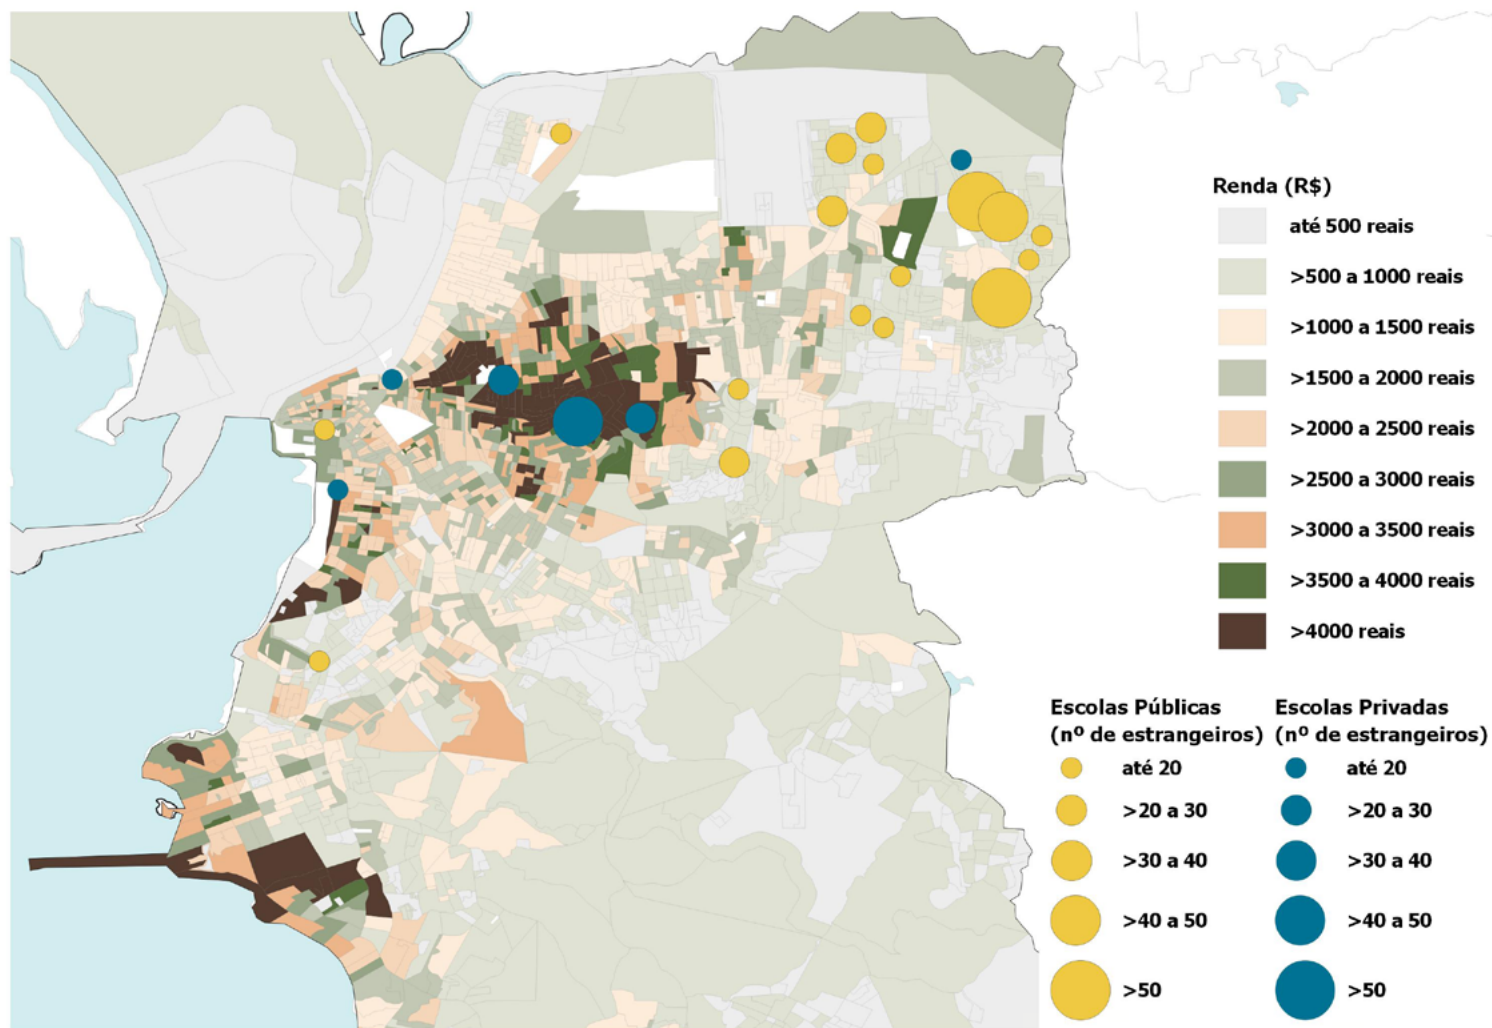 Renda (R$)
até 500 reais
>500 a 1000 reais
>1000 a 1500 reais
>1500 a 2000 reais
>2000 a 2500 reais
>2500 a 3000 reais
>3000 a 3500 reais
>3500 a 4000 reais
>4000 reais
Escolas Públicas
(nº de estrangeiros)
até 20
>20 a 30
>30 a 40
>40 a 50
>50
Escolas Privadas
(nº de estrangeiros)
até 20
>20 a 30
>30 a 40
>40 a 50
>50